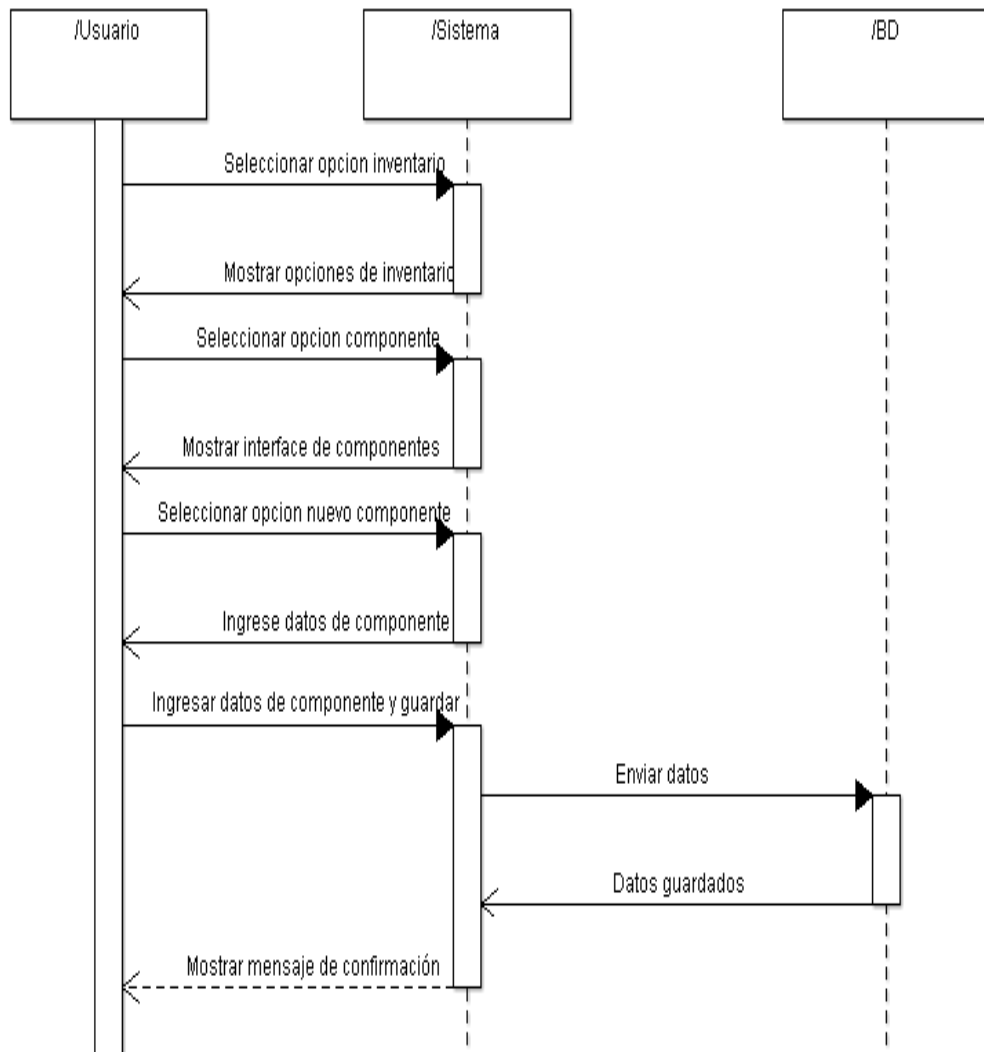 /Usuario
/Sistema
/BD
Seleccionar opcion inventario
Mostrar opciones de inventario
Seleccionar opcion componente
Mostrar interface de componentes
Seleccionar opcion nuevo componente
Ingrese datos de componente
Ingresar datos de componente y guardar
Enviar datos
Datos guardados
Mostrar mensaje de confirmación